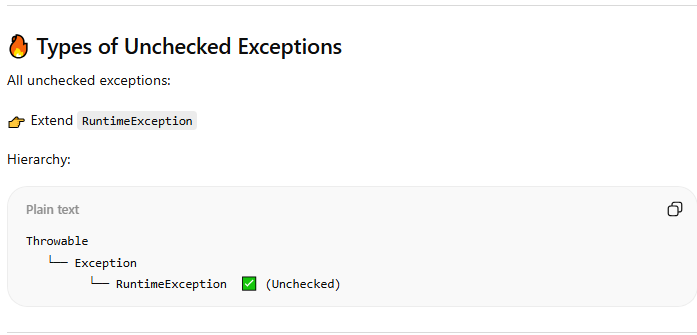 🔥 Types of Unchecked Exceptions
All unchecked exceptions:
👉 Extend RuntimeException
Hierarchy:
Plain text
Throwable
   └── Exception
         └── RuntimeException  ✅ (Unchecked)